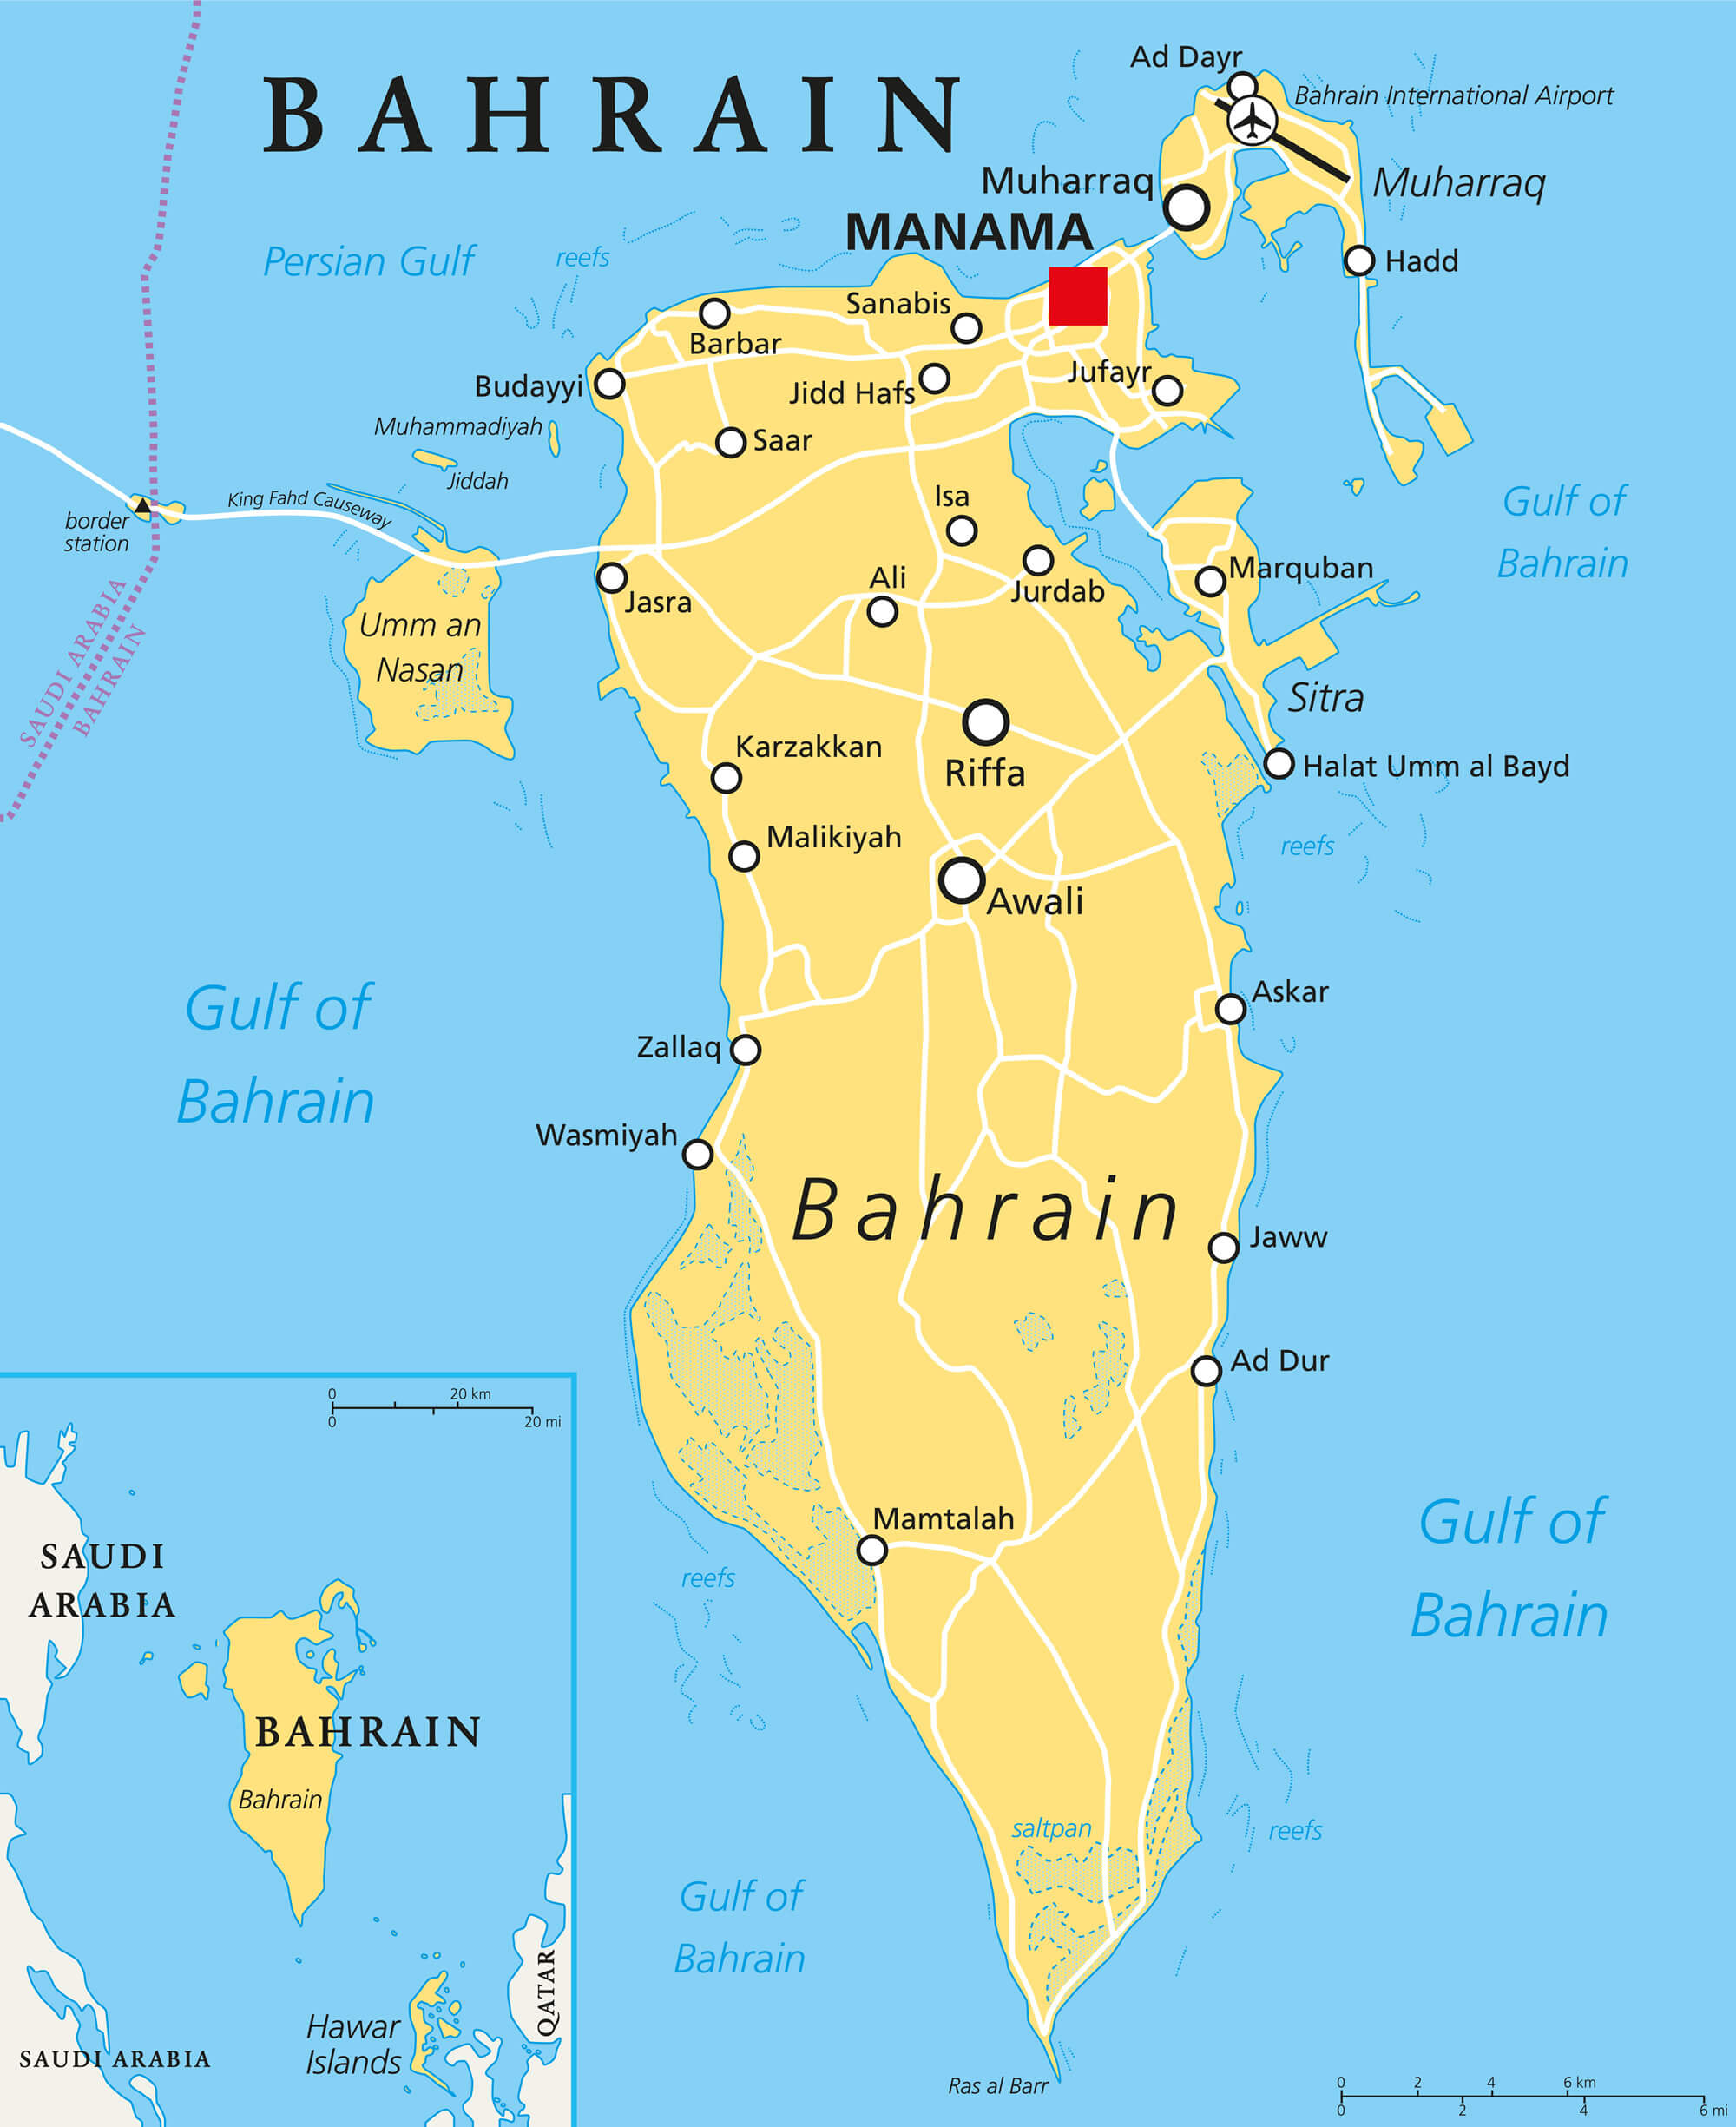 BAHRAIN
Ad Dayr
Bahrain International Airport
Muharraq
Muharraq
MANAMA
Persian Gulf
reefs
Hadd
Sanabis
Barbar
Budayyi
Jidd Hafs
Jufayr
Muhammadiyah
Saar
Jiddah
King Fahd Causeway
border
station
Isa
Gulf of
Bahrain
Ali
Jurdab
Marquban
Jasra
Umm an
Nasan
SAUDI ARABIA
BAHRAIN
Sitra
Karzakkan
Riffa
Halat Umm al Bayd
Malikiyah
reefs
Awali
Gulf of
Bahrain
Askar
Zallaq
Wasmiyah
Bahrain
Jaww
Ad Dur
Mamtalah
Gulf of
Bahrain
reefs
saltpan
reefs
Gulf of
Bahrain
Ras al Barr
0 2 4 6 km
0 2 4 6 mi
0 20 km
0 20 mi
SAUDI
ARABIA
BAHRAIN
Bahrain
QATAR
Hawar
Islands
SAUDI ARABIA